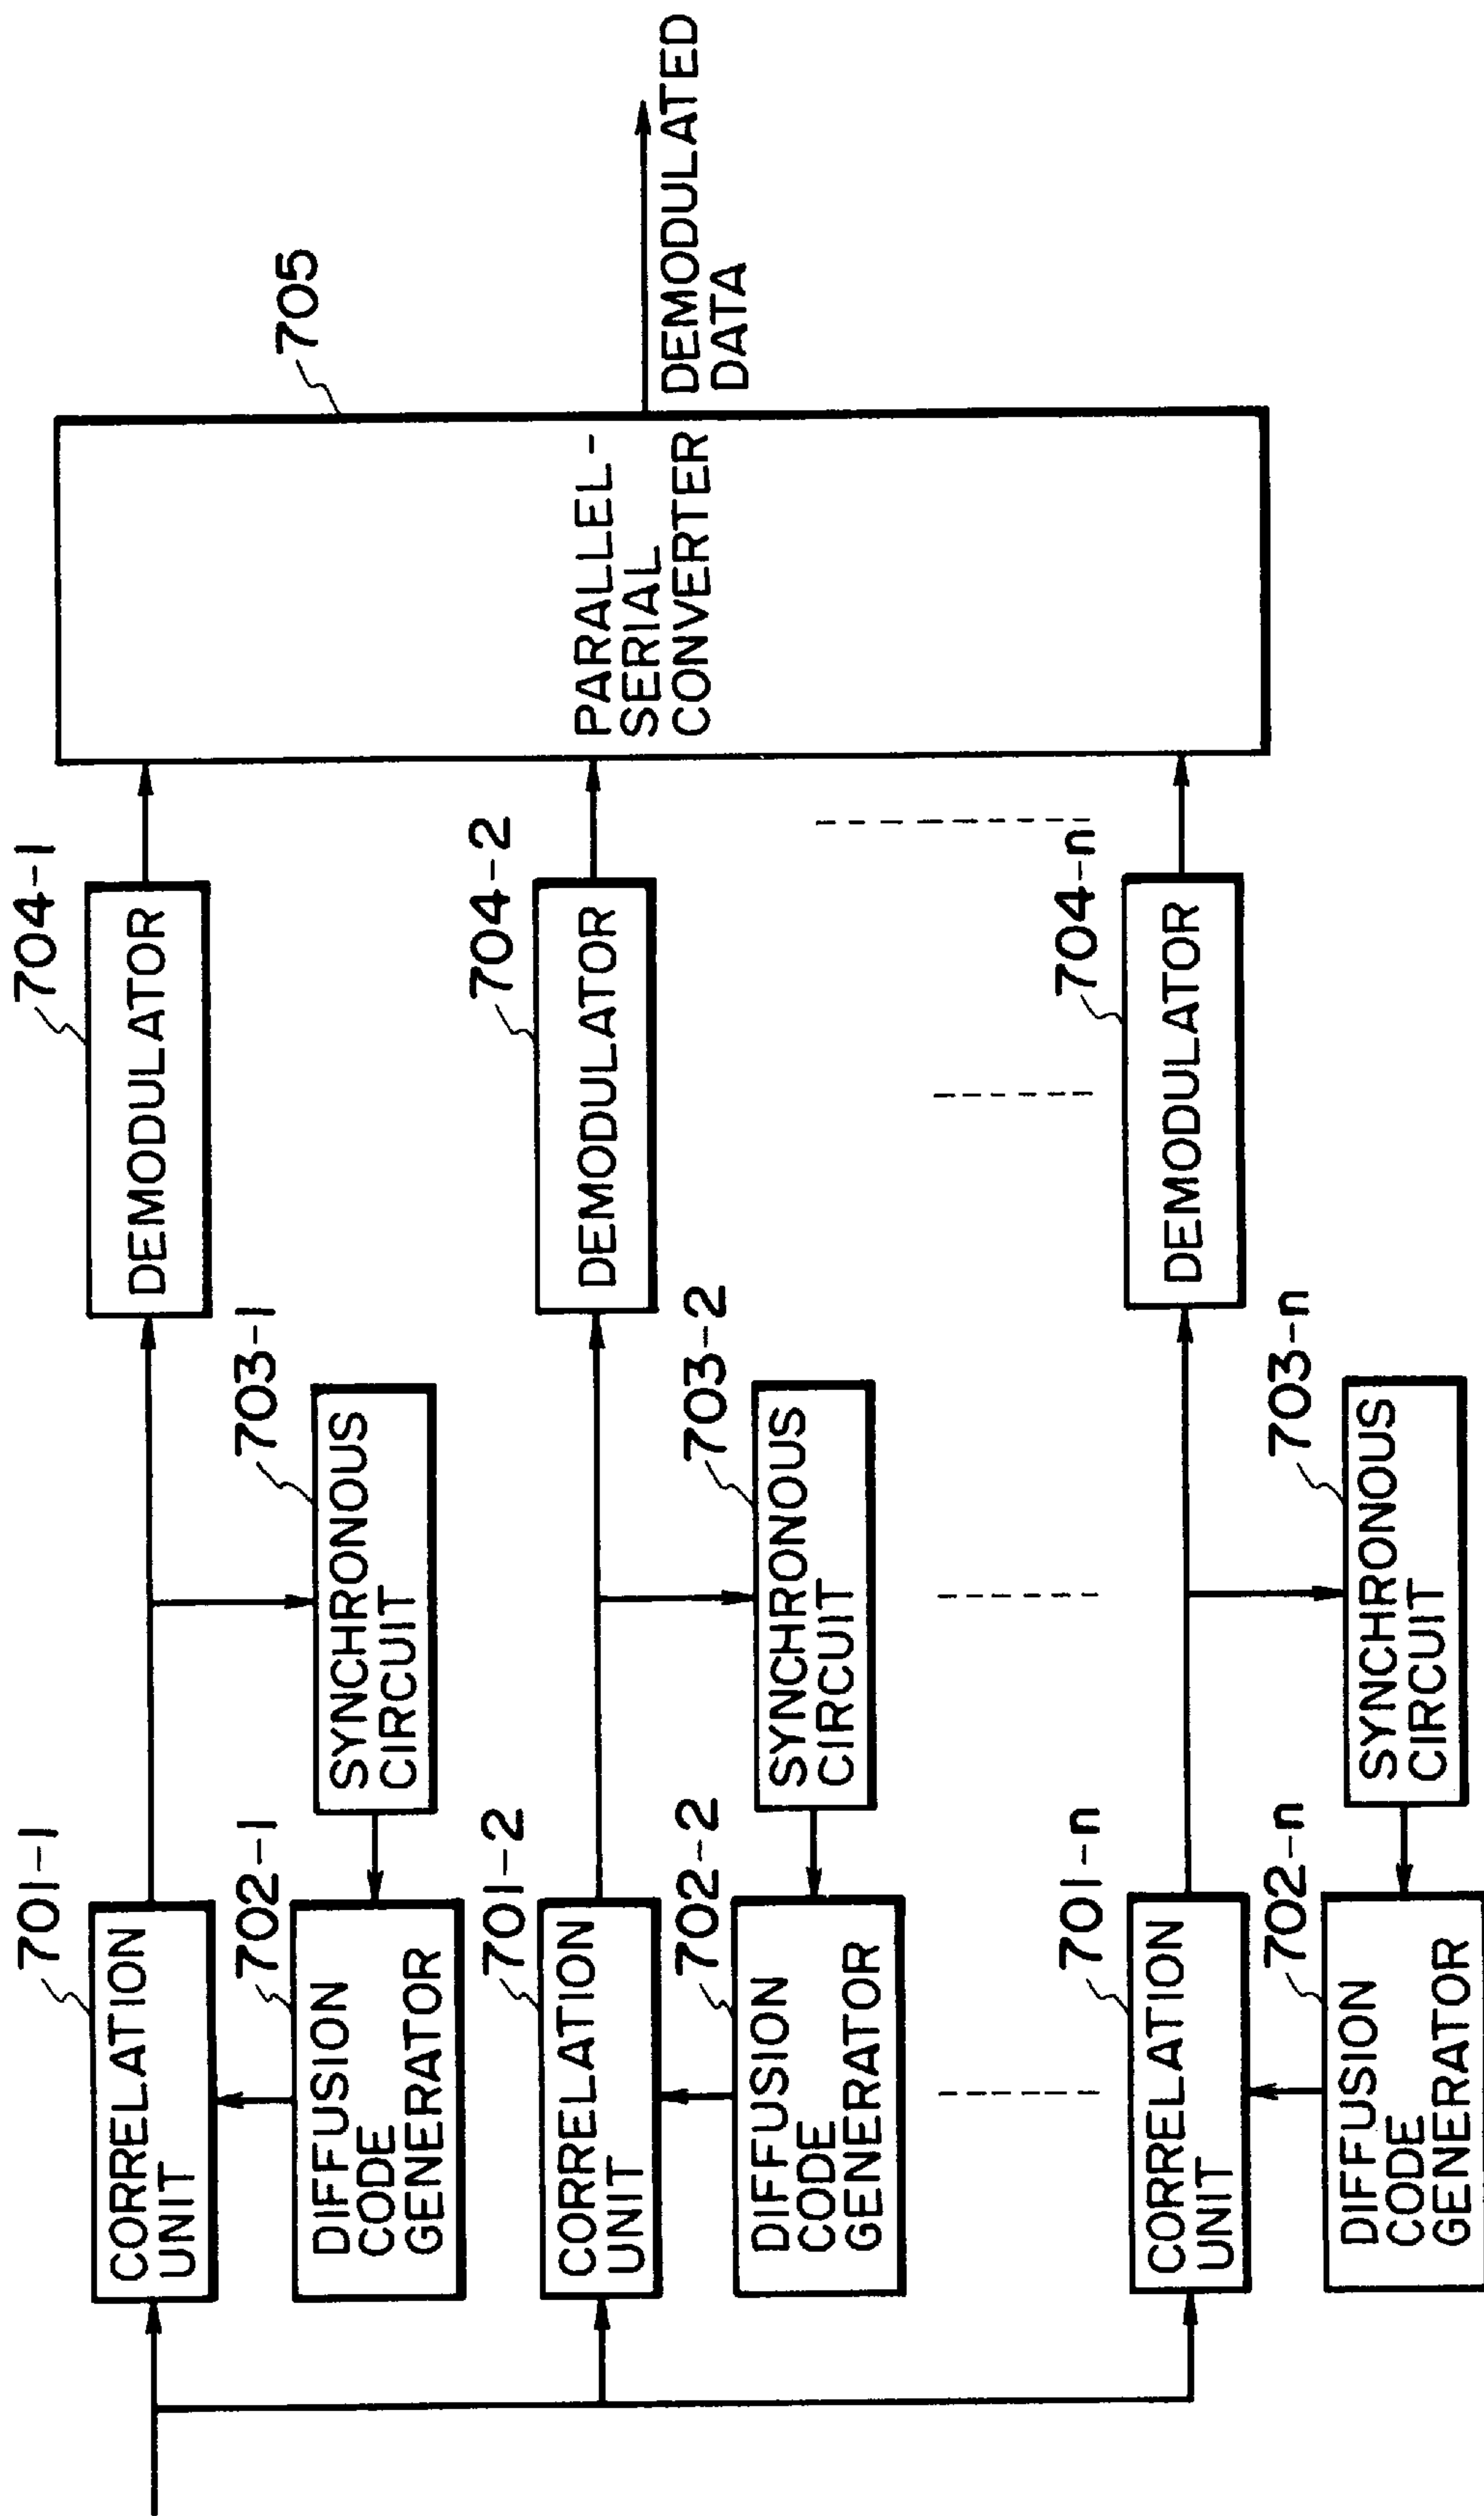 701-1
CORRELATION
UNIT
702-1
DIFFUSION
CODE
GENERATOR
703-1
SYNCHRONOUS
CIRCUIT
704-1
DEMODULATOR
701-2
CORRELATION
UNIT
702-2
DIFFUSION
CODE
GENERATOR
703-2
SYNCHRONOUS
CIRCUIT
704-2
DEMODULATOR
701-n
CORRELATION
UNIT
702-n
DIFFUSION
CODE
GENERATOR
703-n
SYNCHRONOUS
CIRCUIT
704-n
DEMODULATOR
705
PARALLEL-
SERIAL
CONVERTER
DEMODULATED
DATA